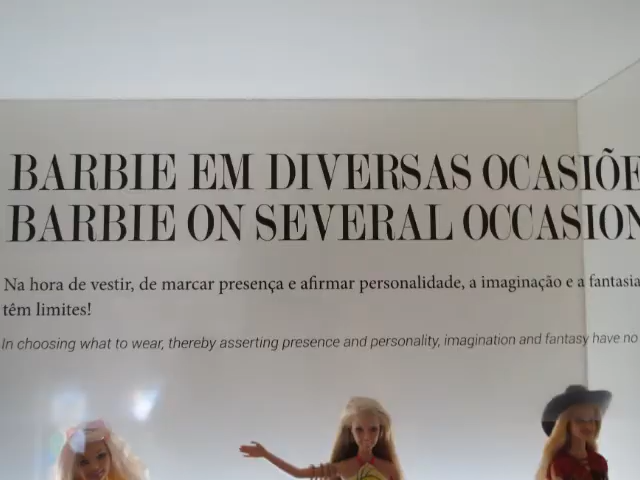 BARBIE EM DIVERSAS OCASIÕE
BARBIE ON SEVERAL OCCASION
Na hora de vestir, de marcar presença e afirmar personalidade, a imaginação e a fantasia
têm limites!
In choosing what to wear, thereby asserting presence and personality, imagination and fantasy have no